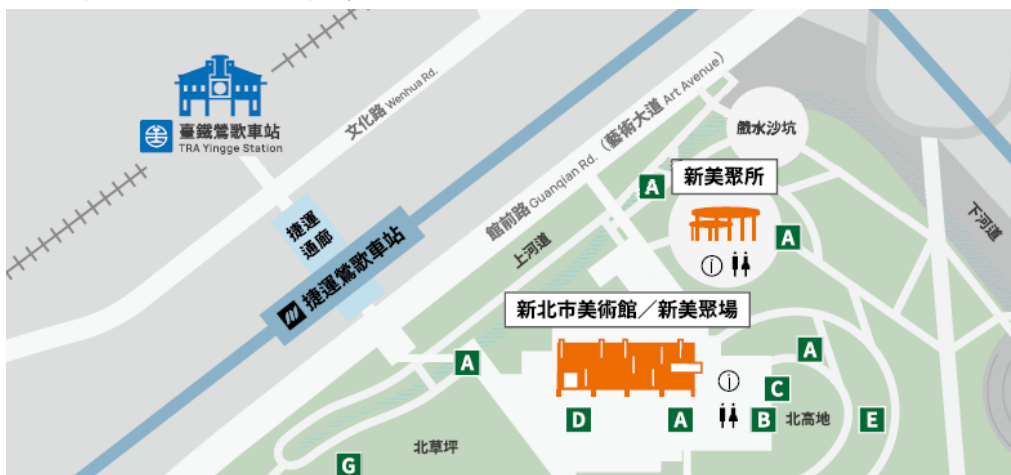 臺鐵鶯歌車站
TRA Yingge Station
文化路 Wenhua Rd.
捷運
通廊
捷運鶯歌車站
館前路 Guanqian Rd.（藝術大道 Art Avenue）
上河道
戲水沙坑
下河道
A
新美聚所
A
新北市美術館／新美聚場
A
A
C
D
A
B
北高地
E
北草坪
G